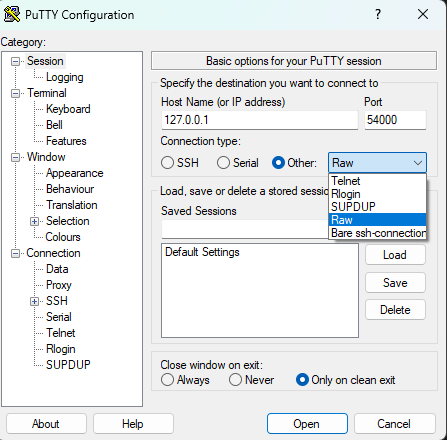 PuTTY Configuration
?
Category:
Session
Logging
Terminal
Keyboard
Bell
Features
Window
Appearance
Behaviour
Translation
Selection
Colours
Connection
Data
Proxy
SSH
Serial
Telnet
Rlogin
SUPDUP
Basic options for your PuTTY session
Specify the destination you want to connect to
Host Name (or IP address) Port
127.0.0.1 54000
Connection type:
SSH Serial Other: Raw
Telnet
Rlogin
SUPDUP
Raw
Bare ssh-connection
Load, save or delete a stored sessio
Saved Sessions
Default Settings
Load
Save
Delete
Close window on exit:
Always Never Only on clean exit
About Help Open Cancel